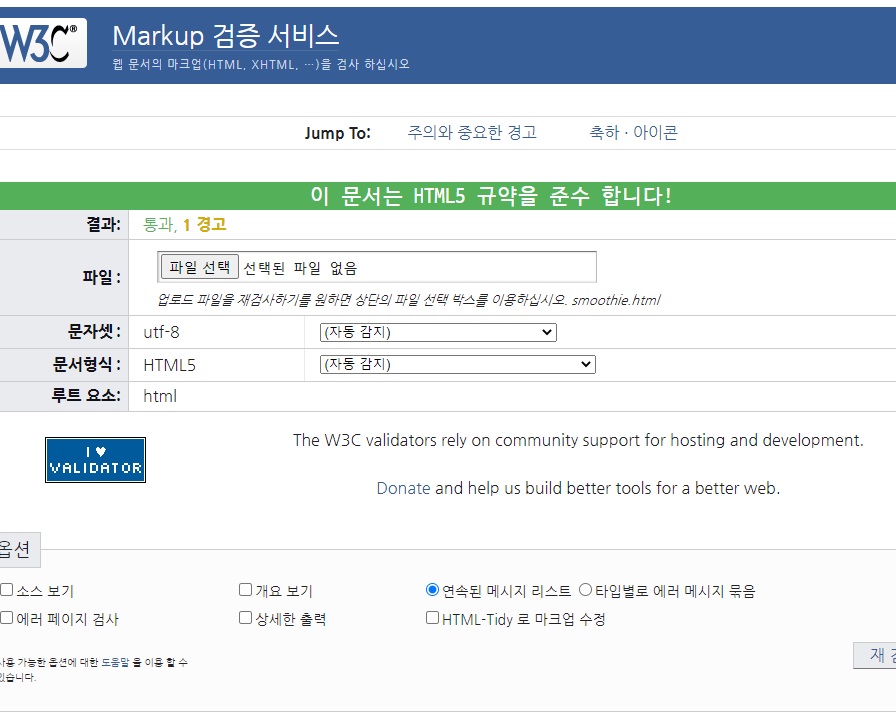 W3C®
Markup 검증 서비스
웹 문서의 마크업(HTML, XHTML, …)을 검사 하십시오
Jump To: 주의와 중요한 경고 축하 · 아이콘
이 문서는 HTML5 규약을 준수 합니다!
결과: 통과, 1 경고
파일 : 파일 선택 선택된 파일 없음
업로드 파일을 재검사하기를 원하면 상단의 파일 선택 박스를 이용하십시오. smoothie.html
문자셋 : utf-8 (자동 감지)
문서형식 : HTML5 (자동 감지)
루트 요소: html
I ♥ VALIDATOR
The W3C validators rely on community support for hosting and development.
Donate and help us build better tools for a better web.
옵션
소스 보기 개요 보기 연속된 메시지 리스트 타입별로 에러 메시지 묶음
에러 페이지 검사 상세한 출력 HTML-Tidy 로 마크업 수정
사용 가능한 옵션에 대한 도움말 을 이용 할 수
있습니다.
재